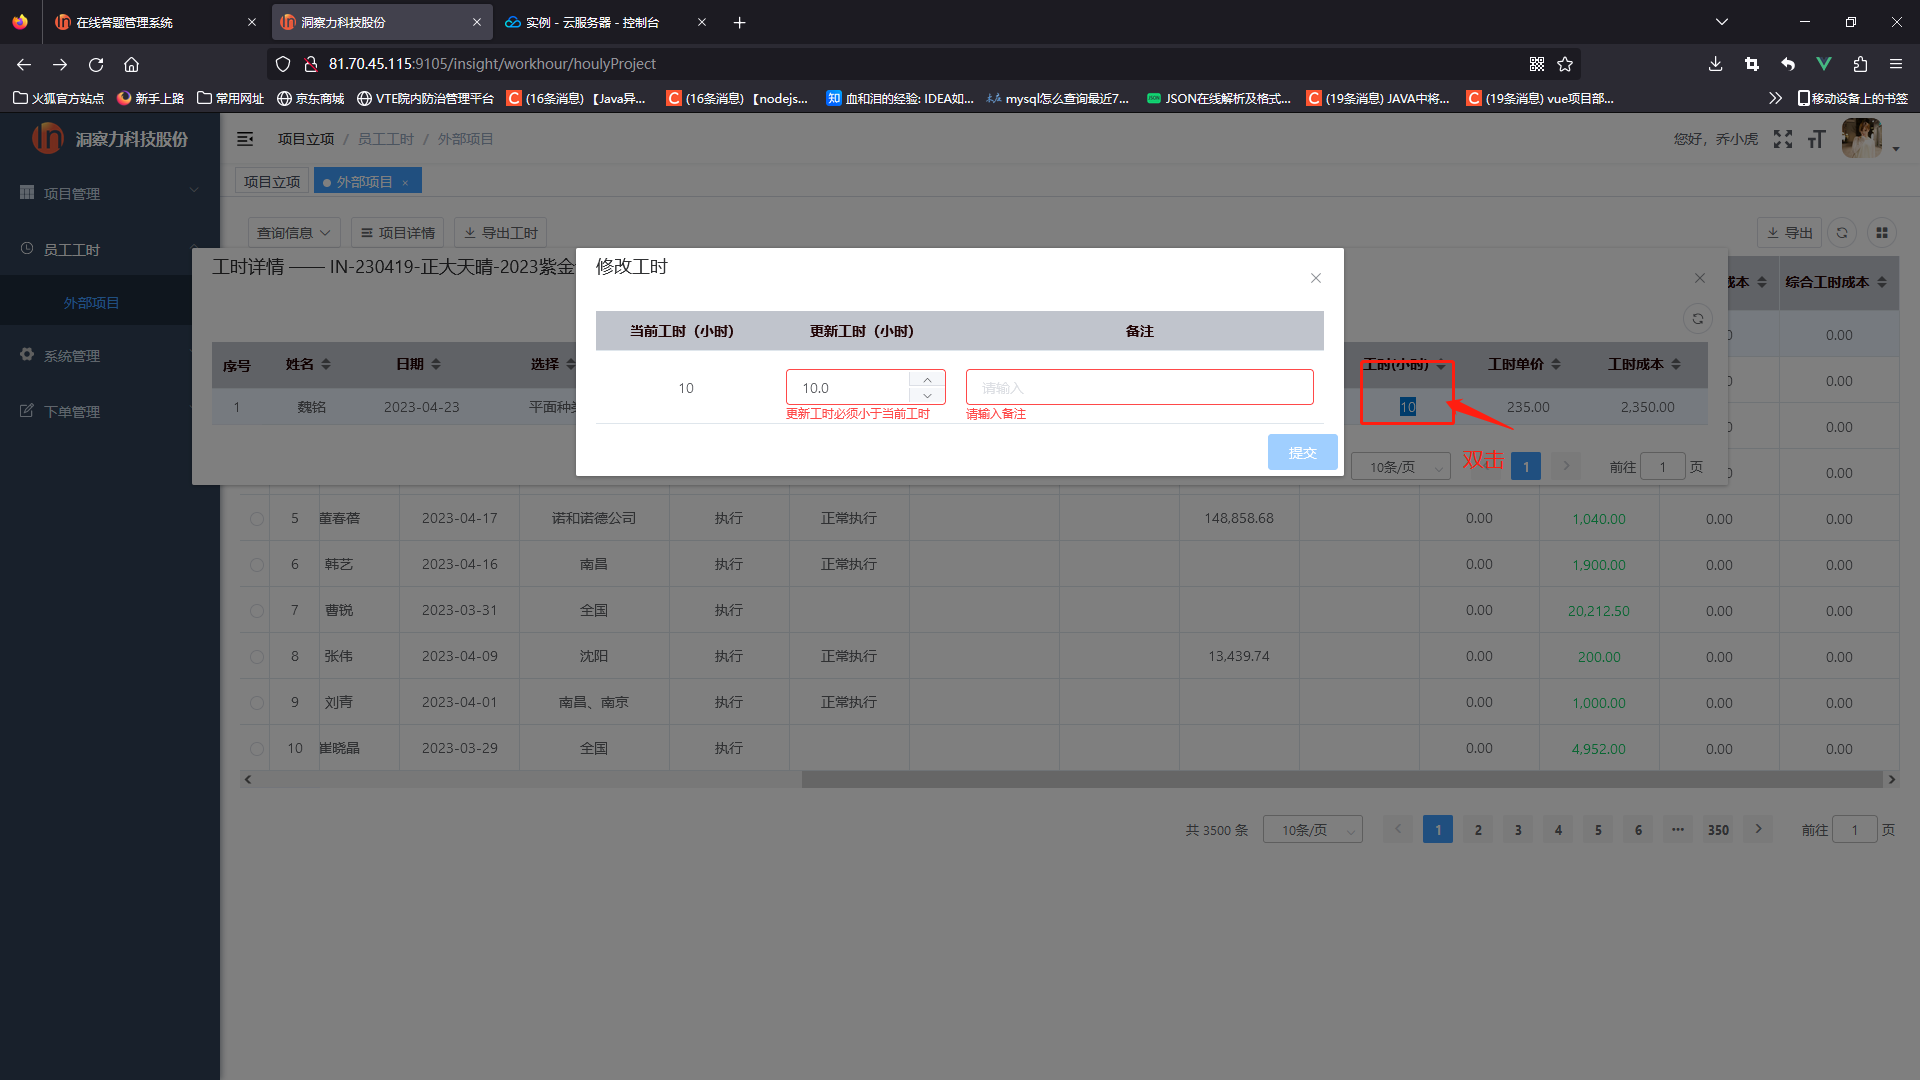 在线答题管理系统
洞察力科技股份
实例 - 云服务器 - 控制台
81.70.45.115:9105/insight/workhour/houlyProject
火狐官方站点
新手上路
常用网址
京东商城
VTE院内防治管理平台
(16条消息) 【Java异...
(16条消息) 【nodejs...
知 血和泪的经验: IDEA如...
mysql怎么查询最近7...
JSON在线解析及格式...
(19条消息) JAVA中将...
(19条消息) vue项目部...
移动设备上的书签
洞察力科技股份
项目立项 / 员工工时 / 外部项目
您好，乔小虎
项目管理
员工工时
外部项目
系统管理
下单管理
项目立项
外部项目
查询信息
项目详情
导出工时
导出
工时详情 —— IN-230419-正大天晴-2023紫金
成本 综合工时成本
0.00
0.00
0.00
0.00
序号 姓名 日期 选择 工时(小时) 工时单价 工时成本
1 魏铭 2023-04-23 平面种类 10 235.00 2,350.00
双击
10条/页 1 前往 1 页
修改工时
当前工时（小时） 更新工时（小时） 备注
10 10.0 请输入
更新工时必须小于当前工时 请输入备注
提交
5 董春蓓 2023-04-17 诺和诺德公司 执行 正常执行 148,858.68 0.00 1,040.00 0.00 0.00
6 韩艺 2023-04-16 南昌 执行 正常执行 0.00 1,900.00 0.00 0.00
7 曹锐 2023-03-31 全国 执行 0.00 20,212.50 0.00 0.00
8 张伟 2023-04-09 沈阳 执行 正常执行 13,439.74 0.00 200.00 0.00 0.00
9 刘青 2023-04-01 南昌、南京 执行 正常执行 0.00 1,000.00 0.00 0.00
10 崔晓晶 2023-03-29 全国 执行 0.00 4,952.00 0.00 0.00
共 3500 条 10条/页 1 2 3 4 5 6 ··· 350 前往 1 页